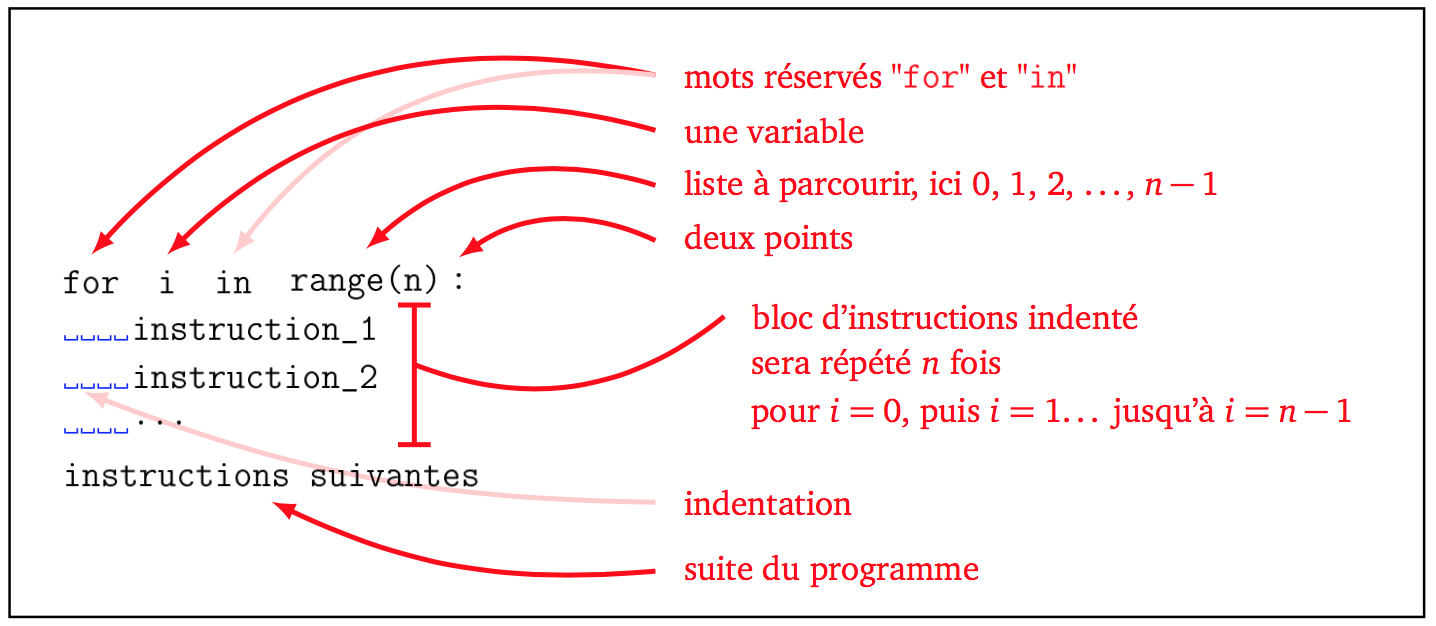 mots réservés "for" et "in"
une variable
liste à parcourir, ici 0, 1, 2, ..., n − 1
deux points
for i in range(n) :
␣␣␣␣instruction_1
␣␣␣␣instruction_2
␣␣␣␣...
instructions suivantes
bloc d’instructions indenté
sera répété n fois
pour i = 0, puis i = 1... jusqu’à i = n − 1
indentation
suite du programme